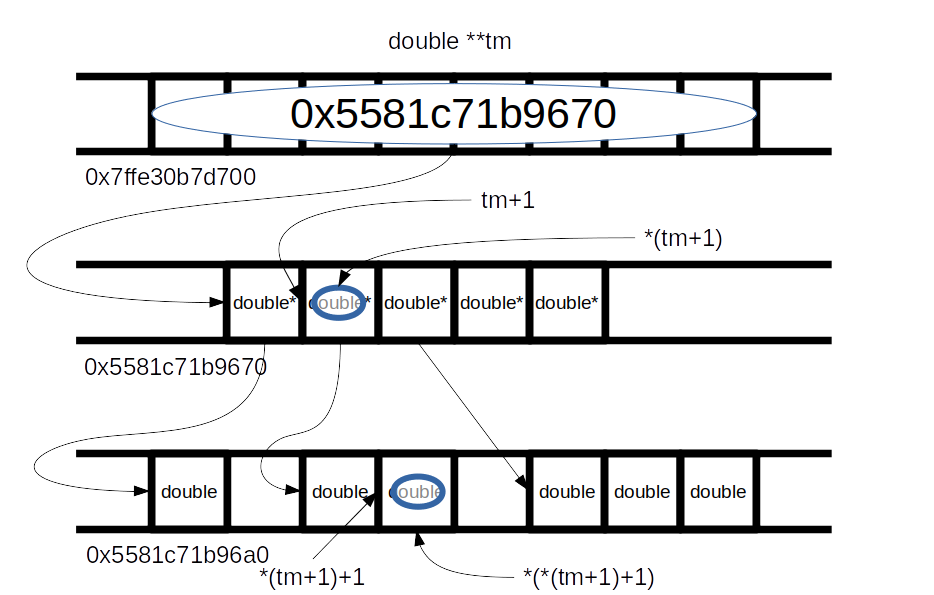 double **tm
0x5581c71b9670
0x7ffe30b7d700
tm+1
*(tm+1)
double* double* double* double* double*
0x5581c71b9670
double double double double double double
0x5581c71b96a0
*(tm+1)+1
*(*(tm+1)+1)